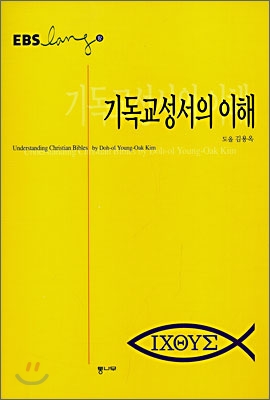 EBS lang
기독교성서의 이해
도올 김용옥
Understanding Christian Bibles by Doh-ol Young-Oak Kim
ΙΧΘΥΣ
통나무
yes24